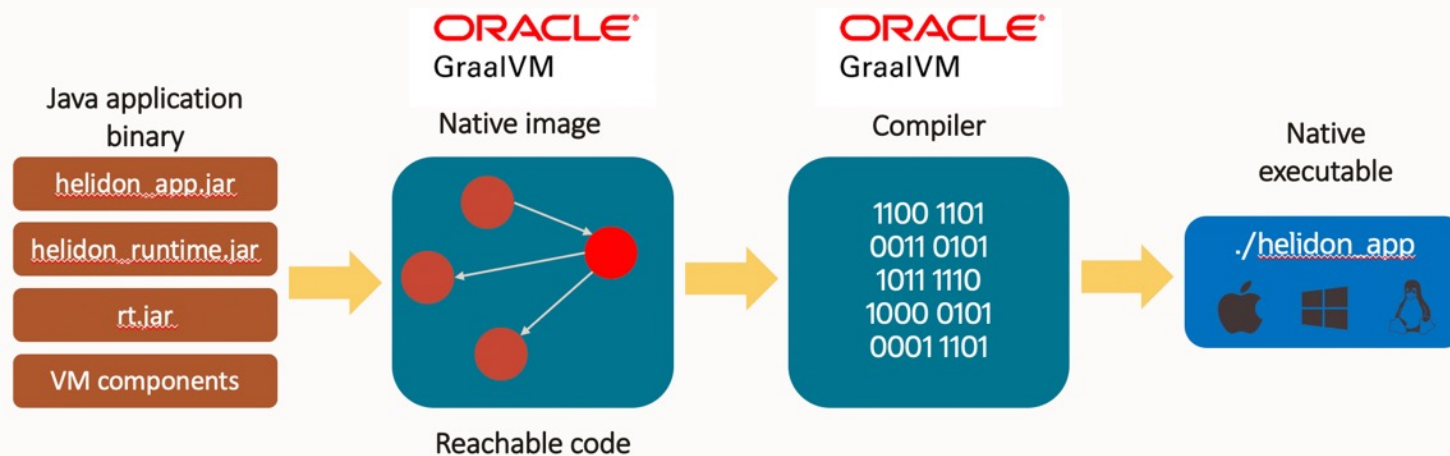 Java application
binary
helidon_app.jar
helidon_runtime.jar
rt.jar
VM components
ORACLE®
GraalVM
Native image
Reachable code
ORACLE®
GraalVM
Compiler
1100 1101
0011 0101
1011 1110
1000 0101
0001 1101
Native
executable
./helidon_app